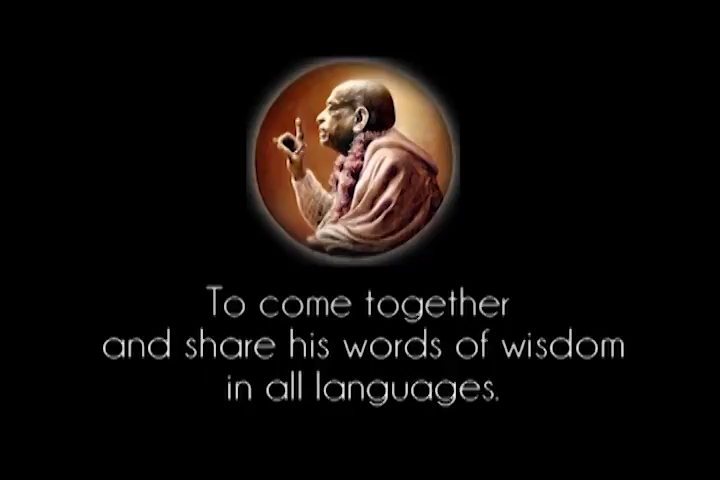 To come together
and share his words of wisdom
in all languages.